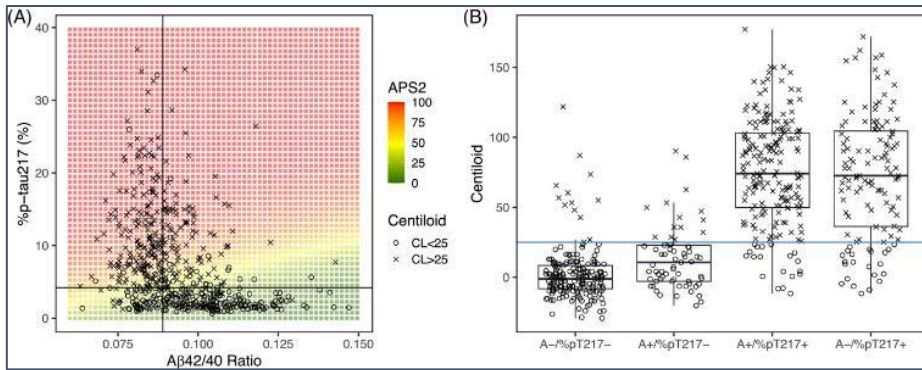 (A)
%p-tau217 (%)
40
30
20
10
0
0.075
0.100
0.125
0.150
Aβ42/40 Ratio
APS2
100
75
50
25
0
Centiloid
CL<25
CL>25
(B)
Centiloid
150
100
50
0
A−/%pT217− A+/%pT217− A+/%pT217+ A−/%pT217+